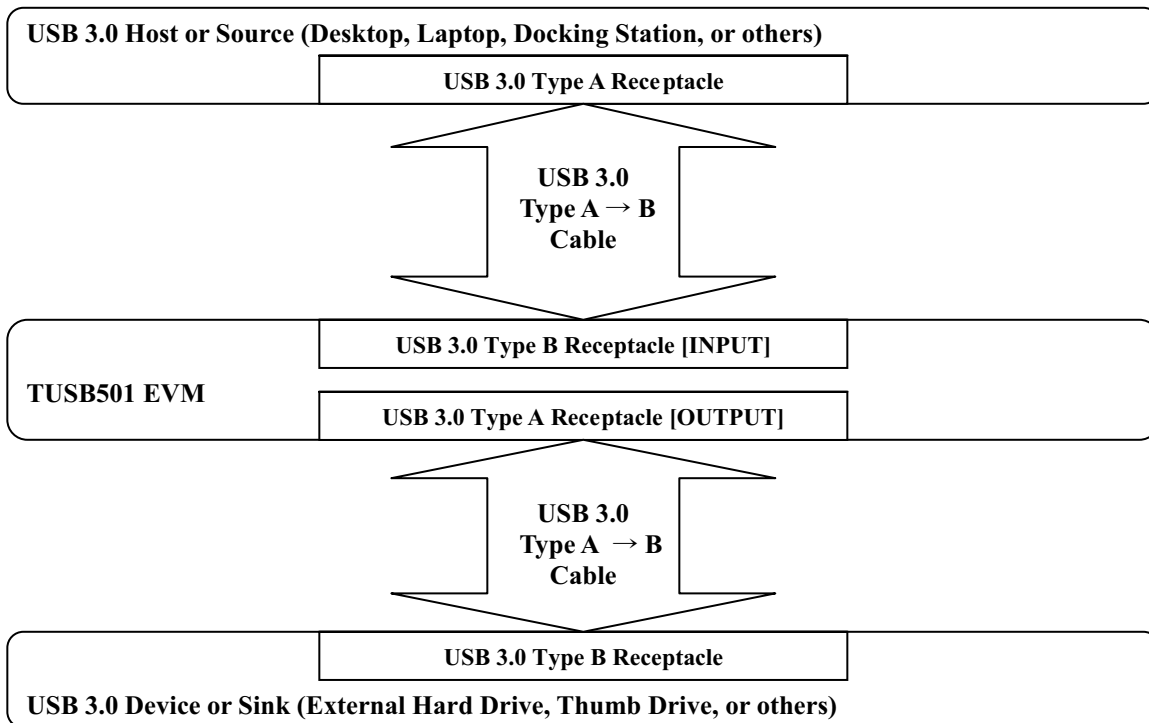 USB 3.0 Host or Source (Desktop, Laptop, Docking Station, or others)
USB 3.0 Type A Receptacle
USB 3.0
Type A → B
Cable
USB 3.0 Type B Receptacle [INPUT]
TUSB501 EVM
USB 3.0 Type A Receptacle [OUTPUT]
USB 3.0
Type A → B
Cable
USB 3.0 Type B Receptacle
USB 3.0 Device or Sink (External Hard Drive, Thumb Drive, or others)